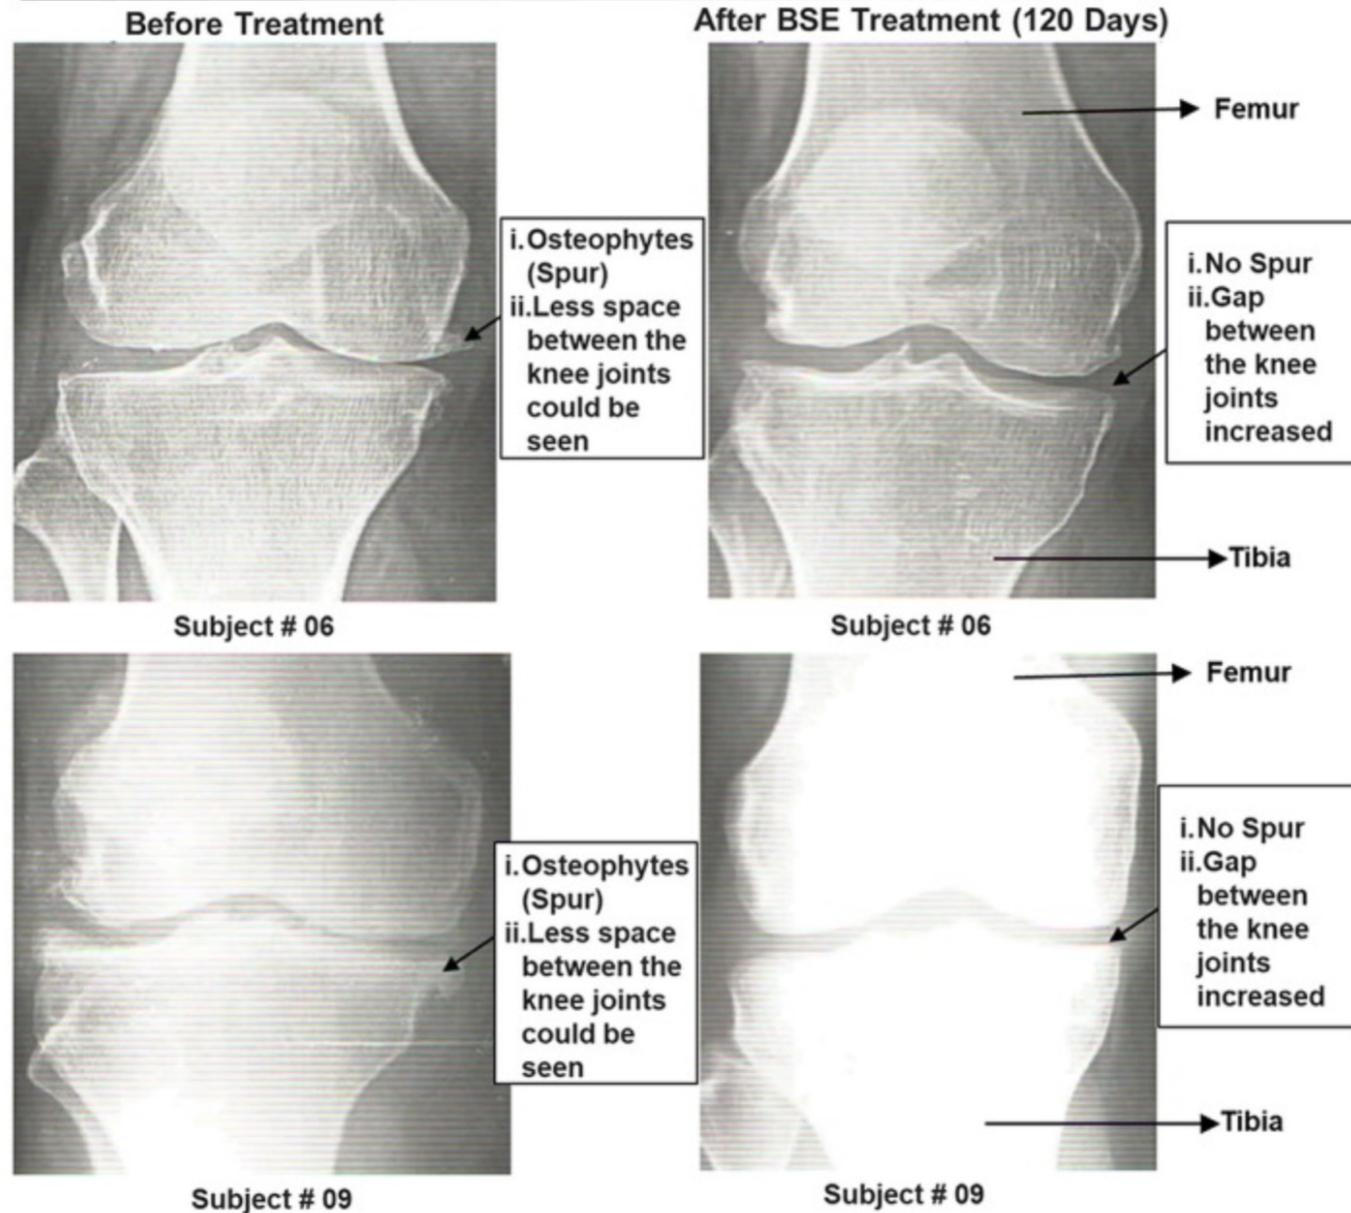 Before Treatment
After BSE Treatment (120 Days)
Femur
i.Osteophytes
(Spur)
ii.Less space
between the
knee joints
could be
seen
i.No Spur
ii.Gap
between
the knee
joints
increased
Tibia
Subject # 06
Subject # 06
Femur
i.Osteophytes
(Spur)
ii.Less space
between the
knee joints
could be
seen
i.No Spur
ii.Gap
between
the knee
joints
increased
Tibia
Subject # 09
Subject # 09